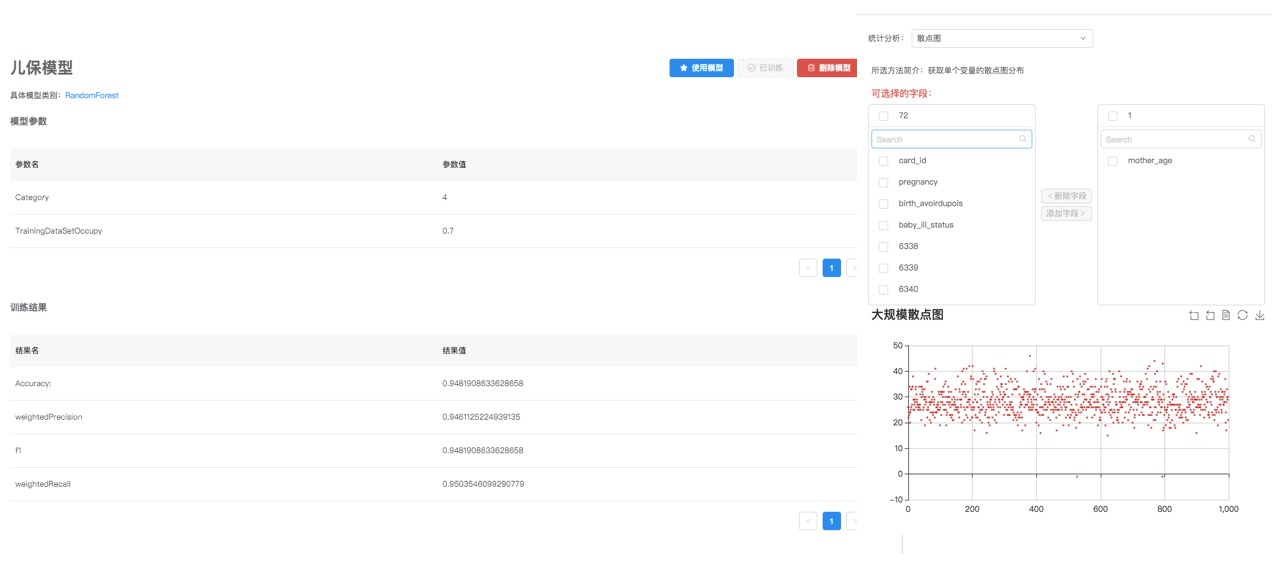 儿保模型
使用模型 已训练 删除模型
具体模型类别： RandomForest
模型参数
参数名 参数值
Category 4
TrainingDataSetOccupy 0.7
1
训练结果
结果名 结果值
Accuracy: 0.9481908633628658
weightedPrecision 0.9461125224939135
f1 0.9481908633628658
weightedRecall 0.9503546099290779
1
统计分析： 散点图
所选方法简介：获取单个变量的散点图分布
可选择的字段：
72
Search
card_id
pregnancy
birth_avoirdupois
baby_ill_status
6338
6339
6340
删除字段
添加字段
1
Search
mother_age
大规模散点图
50
40
30
20
10
0
-10
0 200 400 600 800 1,000